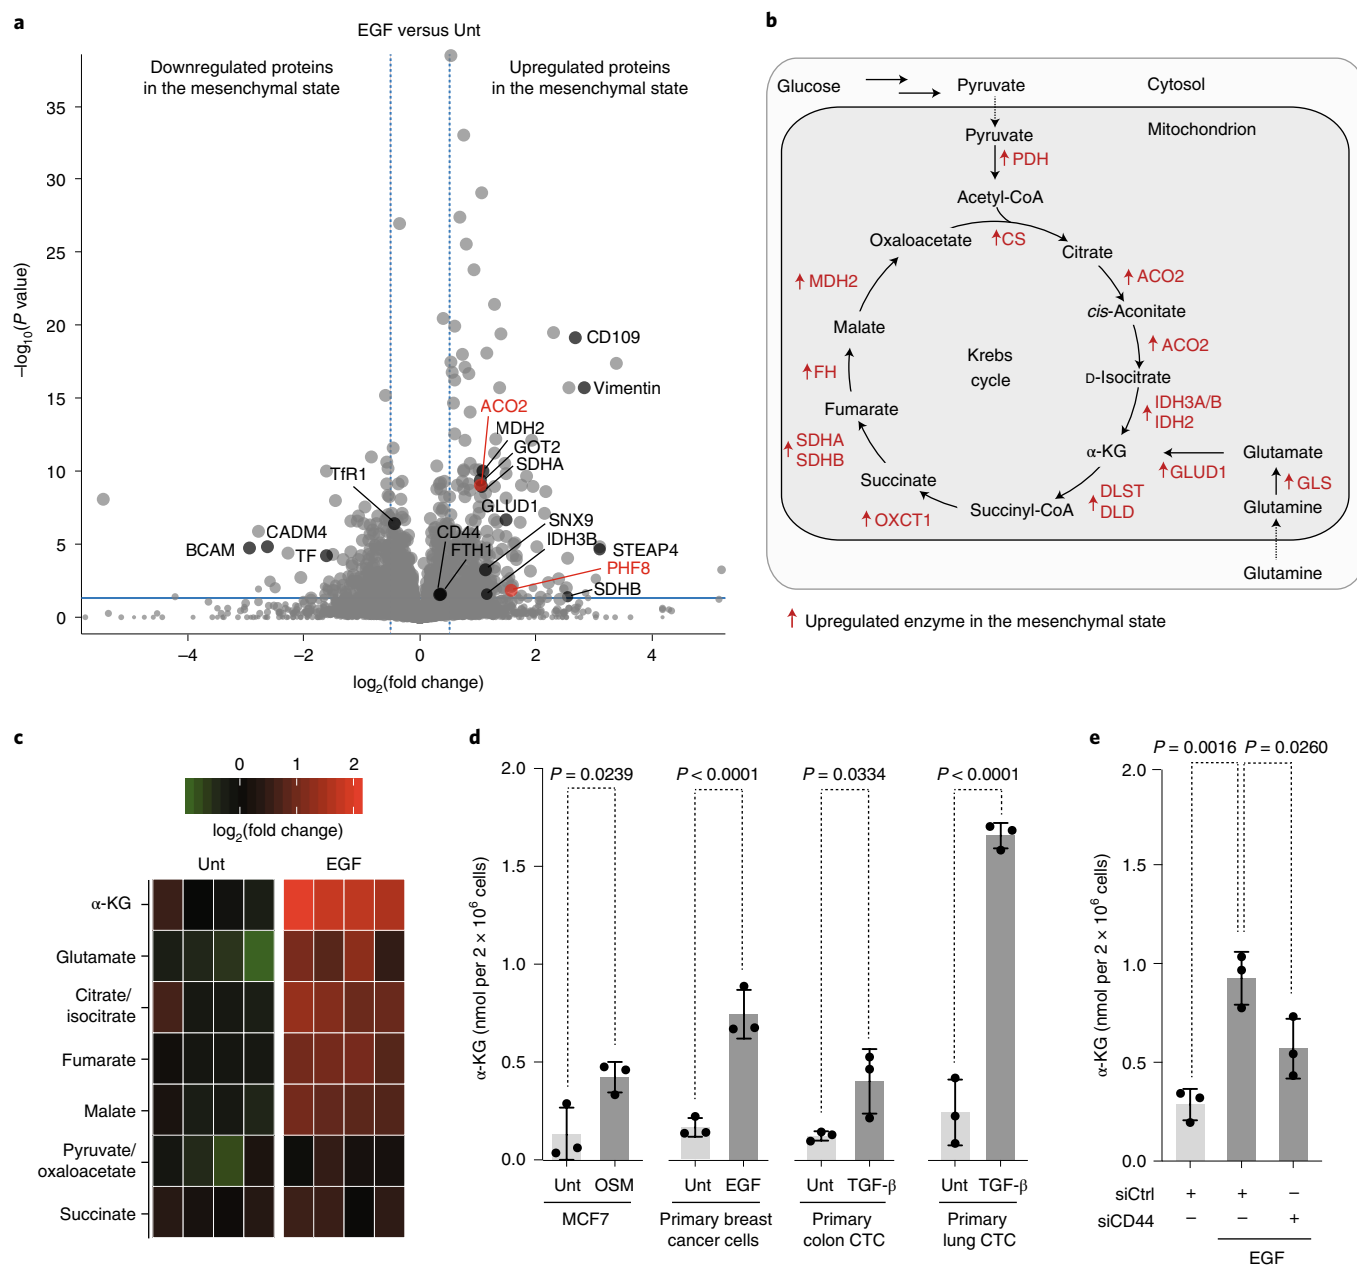 a
EGF versus Unt
Downregulated proteins
in the mesenchymal state
Upregulated proteins
in the mesenchymal state
–log10(P value)
35
30
25
20
15
10
5
0
CD109
Vimentin
ACO2
MDH2
GOT2
SDHA
TfR1
GLUD1
CD44
SNX9
FTH1
IDH3B
BCAM
CADM4
TF
STEAP4
PHF8
SDHB
–4
–2
0
2
4
log2(fold change)
b
Glucose
Pyruvate
Cytosol
Pyruvate
Mitochondrion
PDH
Acetyl-CoA
Oxaloacetate
CS
Citrate
MDH2
ACO2
cis-Aconitate
Malate
Krebs
cycle
ACO2
FH
D-Isocitrate
Fumarate
IDH3A/B
IDH2
SDHA
SDHB
α-KG
Glutamate
GLUD1
Succinate
DLST
DLD
GLS
OXCT1
Succinyl-CoA
Glutamine
Glutamine
↑ Upregulated enzyme in the mesenchymal state
c
0
1
2
log2(fold change)
Unt
EGF
α-KG
Glutamate
Citrate/
isocitrate
Fumarate
Malate
Pyruvate/
oxaloacetate
Succinate
d
P = 0.0239
P < 0.0001
P = 0.0334
P < 0.0001
α-KG (nmol per 2 × 10⁶ cells)
2.0
1.5
1.0
0.5
0.0
Unt OSM
Unt EGF
Unt TGF-β
Unt TGF-β
MCF7
Primary breast
cancer cells
Primary
colon CTC
Primary
lung CTC
e
P = 0.0016
P = 0.0260
α-KG (nmol per 2 × 10⁶ cells)
2.0
1.5
1.0
0.5
0.0
siCtrl + + –
siCD44 – – +
EGF